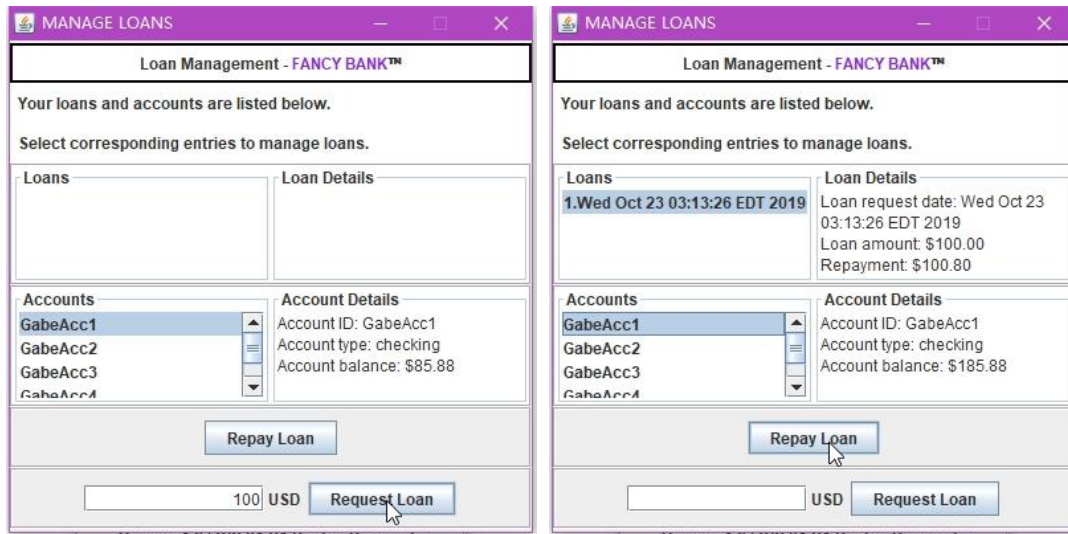 MANAGE LOANS
Loan Management - FANCY BANK™
Your loans and accounts are listed below.
Select corresponding entries to manage loans.
Loans
Loan Details
Accounts
GabeAcc1
GabeAcc2
GabeAcc3
GabeAcc4
Account Details
Account ID: GabeAcc1
Account type: checking
Account balance: $85.88
Repay Loan
100 USD Request Loan
MANAGE LOANS
Loan Management - FANCY BANK™
Your loans and accounts are listed below.
Select corresponding entries to manage loans.
Loans
1.Wed Oct 23 03:13:26 EDT 2019
Loan Details
Loan request date: Wed Oct 23
03:13:26 EDT 2019
Loan amount: $100.00
Repayment: $100.80
Accounts
GabeAcc1
GabeAcc2
GabeAcc3
GabeAcc4
Account Details
Account ID: GabeAcc1
Account type: checking
Account balance: $185.88
Repay Loan
USD Request Loan